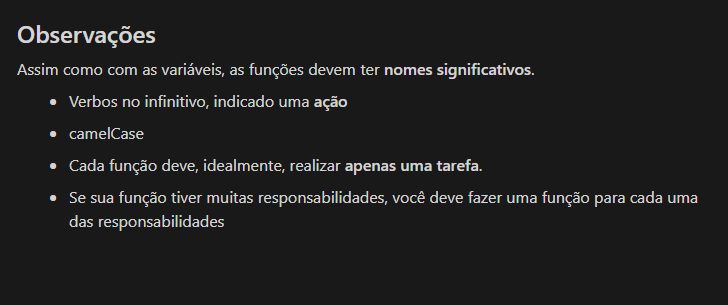 Observações
Assim como com as variáveis, as funções devem ter nomes significativos.
Verbos no infinitivo, indicado uma ação
camelCase
Cada função deve, idealmente, realizar apenas uma tarefa.
Se sua função tiver muitas responsabilidades, você deve fazer uma função para cada uma
das responsabilidades